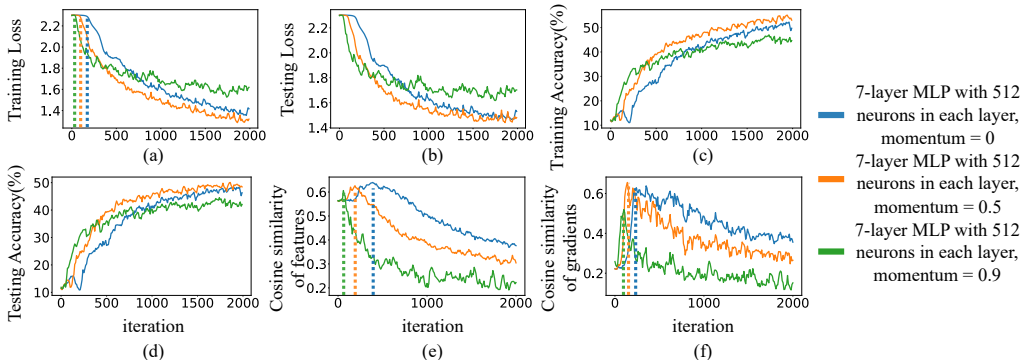 Training Loss
2.2
2.0
1.8
1.6
1.4
0 500 1000 1500 2000
(a)
Testing Loss
2.2
2.0
1.8
1.6
1.4
0 500 1000 1500 2000
(b)
Training Accuracy(%)
50
40
30
20
10
0 500 1000 1500 2000
(c)
7-layer MLP with 512
neurons in each layer,
momentum = 0
7-layer MLP with 512
neurons in each layer,
momentum = 0.5
7-layer MLP with 512
neurons in each layer,
momentum = 0.9
Testing Accuracy(%)
50
40
30
20
10
0 500 1000 1500 2000
iteration
(d)
Cosine similarity
of features
0.6
0.5
0.4
0.3
0.2
0 1000 2000
iteration
(e)
Cosine similarity
of gradients
0.6
0.4
0.2
0 1000 2000
iteration
(f)